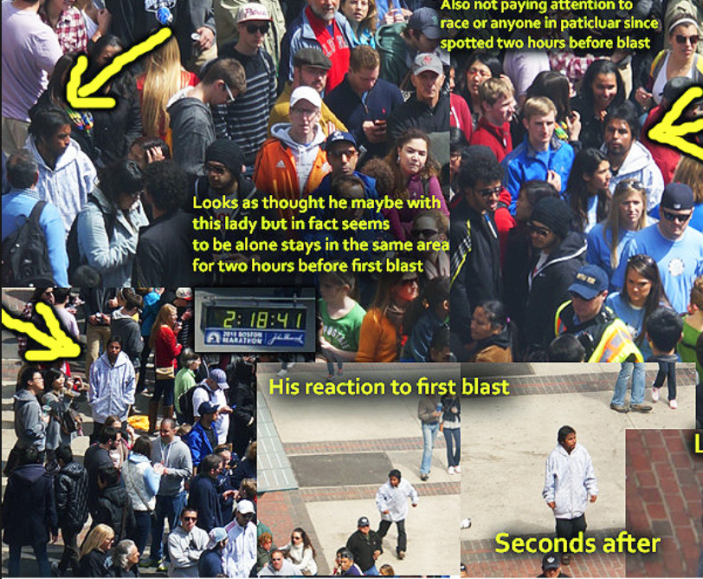 Also not paying attention to
race or anyone in paticluar since
spotted two hours before blast
Looks as thought he maybe with
this lady but in fact seems
to be alone stays in the same area
for two hours before first blast
2:18:41
2013 BOSTON
MARATHON
John Hancock
His reaction to first blast
Seconds after